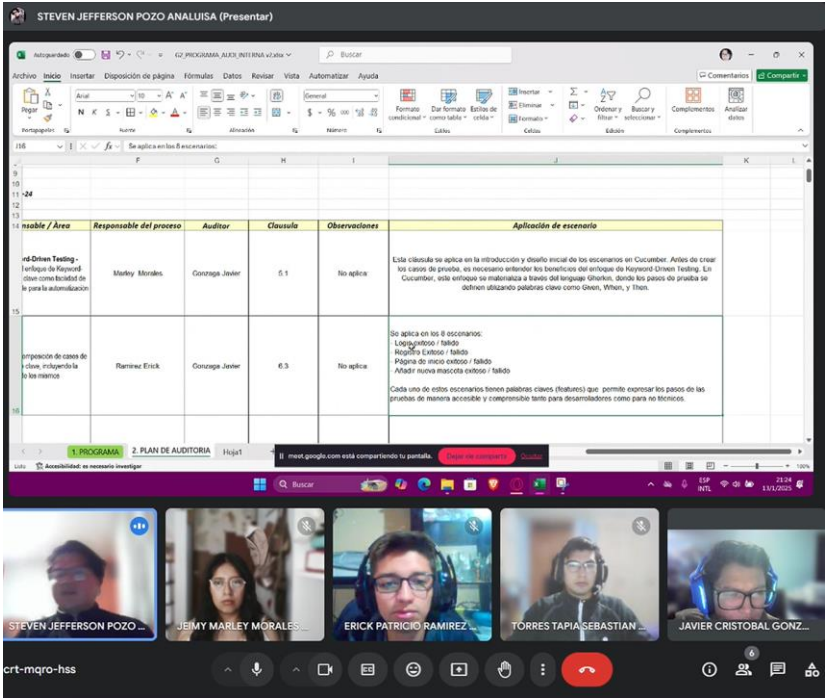 STEVEN JEFFERSON POZO ANALUISA (Presentar)
Autoguardado
G2_PROGRAMA_AUDI_INTERNA v2.xlsx
Buscar
Archivo Inicio Insertar Disposición de página Fórmulas Datos Revisar Vista Automatizar Ayuda
Comentarios Compartir
Pegar
Arial 10
N K S
General
Formato condicional
Dar formato como tabla
Estilos de celda
Insertar
Eliminar
Formato
Ordenar y filtrar
Buscar y seleccionar
Complementos
Analizar datos
Portapapeles Fuente Alineación Número Estilos Celdas Edición Complementos
J16 fx Se aplica en los 8 escenarios:
F G H I J K L
9
10
11 -24
12
13
14 nsable / Área Responsable del proceso Auditor Clausula Observaciones Aplicación de escenario
rd-Driven Testing -
l enfoque de Keyword-
clave como facilidad de
le para la automatización
Marley Morales
Gonzaga Javier
5.1
No aplica
Esta cláusula se aplica en la introducción y diseño inicial de los escenarios en Cucumber. Antes de crear
los casos de prueba, es necesario entender los beneficios del enfoque de Keyword-Driven Testing. En
Cucumber, este enfoque se materializa a través del lenguaje Gherkin, donde los pasos de prueba se
definen utilizando palabras clave como Given, When, y Then.
15
omposición de casos de
clave, incluyendo la
de los mismos
Ramirez Erick
Gonzaga Javier
6.3
No aplica
Se aplica en los 8 escenarios:
- Login exitoso / fallido
- Registro Exitoso / fallido
- Página de inicio exitoso / fallido
- Añadir nueva mascota exitoso / fallido
Cada uno de estos escenarios tienen palabras claves (features) que permite expresar los pasos de las
pruebas de manera accesible y comprensible tanto para desarrolladores como para no técnicos.
16
1. PROGRAMA 2. PLAN DE AUDITORIA Hoja1
meet.google.com está compartiendo tu pantalla. Dejar de compartir Ocultar
Listo Accesibilidad: es necesario investigar
100%
Buscar
ESP
INTL
21:24
13/1/2025
STEVEN JEFFERSON POZO ...
JEIMY MARLEY MORALES ...
ERICK PATRICIO RAMIREZ ...
TORRES TAPIA SEBASTIAN ...
JAVIER CRISTOBAL GONZ...
crt-mqro-hss
6